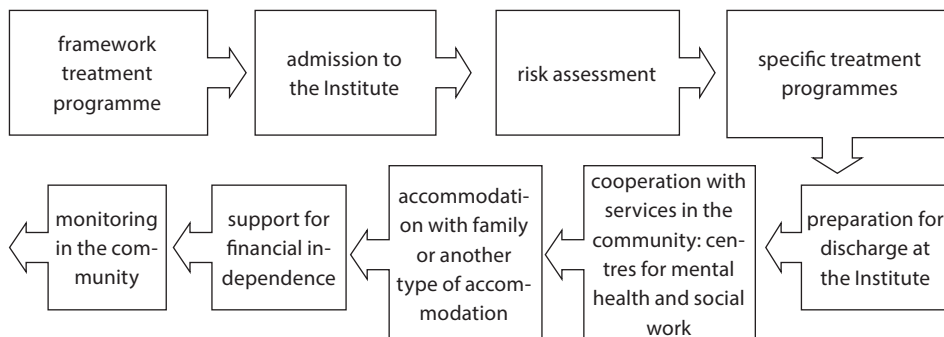 framework
treatment
programme
admission to
the Institute
risk assessment
specific treatment
programmes
preparation for
discharge at
the Institute
cooperation with
services in the
community: cen-
tres for mental
health and social
work
accommodati-
on with family
or another
type of accom-
modation
support for
financial in-
dependence
monitoring
in the com-
munity